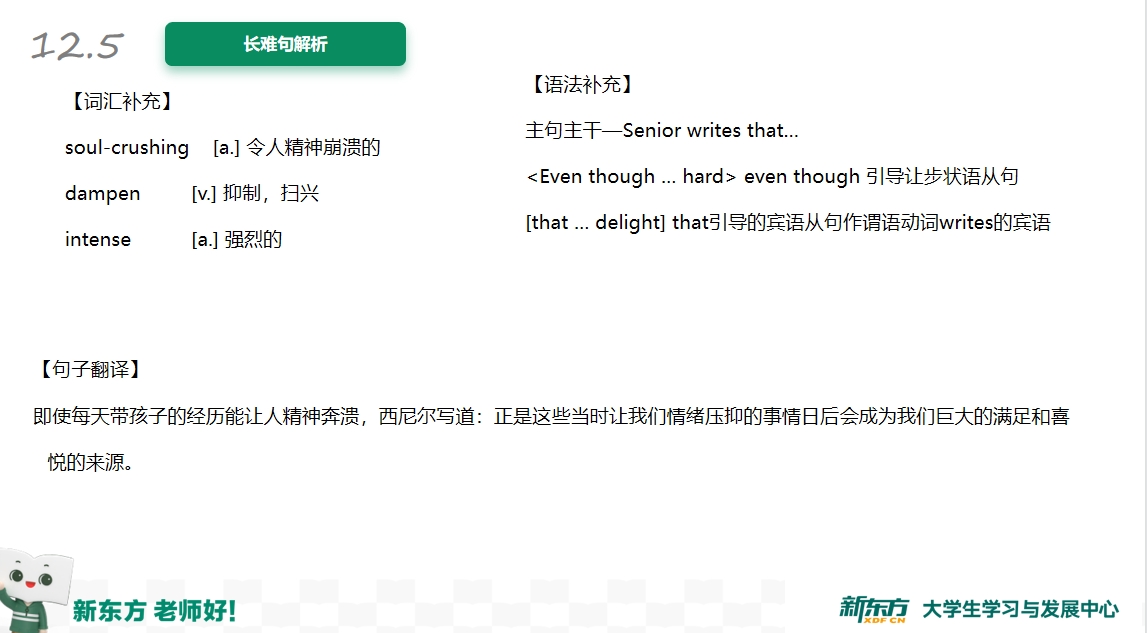 12.5
长难句解析
【词汇补充】
soul-crushing [a.] 令人精神崩溃的
dampen [v.] 抑制，扫兴
intense [a.] 强烈的
【语法补充】
主句主干—Senior writes that...
<Even though ... hard> even though 引导让步状语从句
[that ... delight] that引导的宾语从句作谓语动词writes的宾语
【句子翻译】
即使每天带孩子的经历能让人精神奔溃，西尼尔写道：正是这些当时让我们情绪压抑的事情日后会成为我们巨大的满足和喜
悦的来源。
新东方 老师好!
新东方 XDF.CN 大学生学习与发展中心